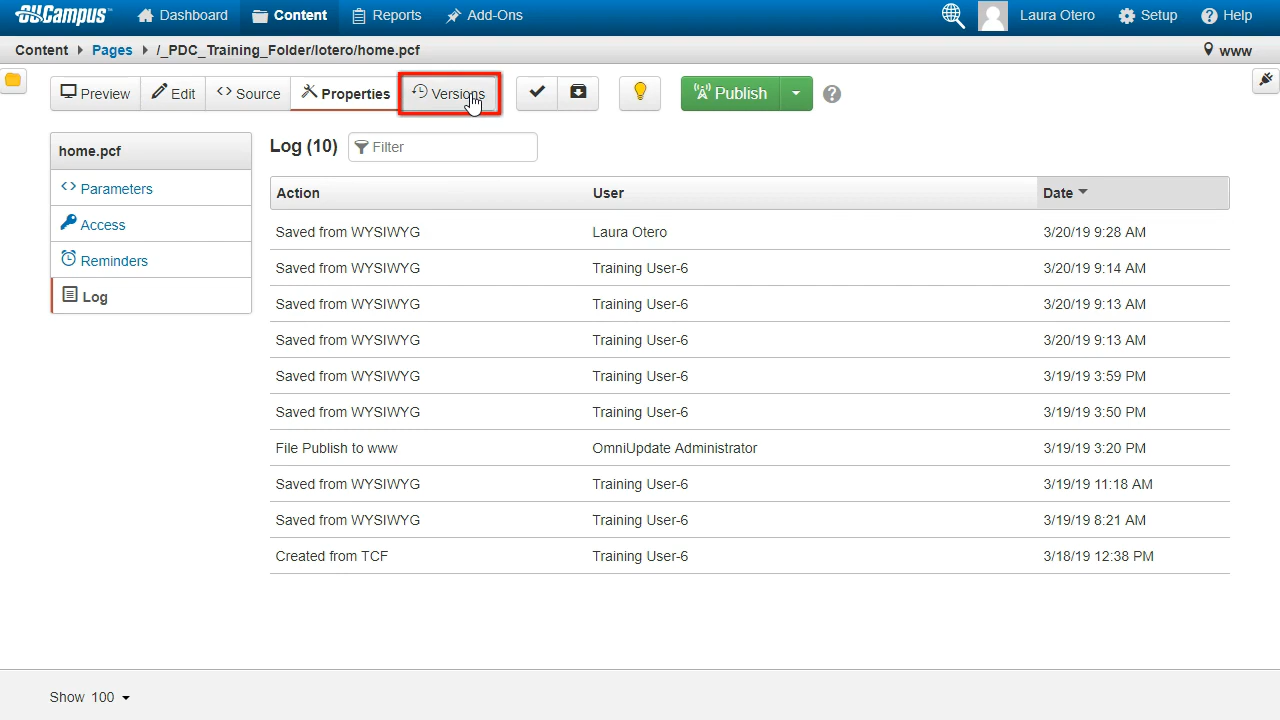 OUCampus™ Dashboard Content Reports Add-Ons Laura Otero Setup Help
Content Pages /_PDC_Training_Folder/lotero/home.pcf www
Preview Edit Source Properties Versions Publish
home.pcf
Parameters
Access
Reminders
Log
Log (10) Filter
Action User Date
Saved from WYSIWYG Laura Otero 3/20/19 9:28 AM
Saved from WYSIWYG Training User-6 3/20/19 9:14 AM
Saved from WYSIWYG Training User-6 3/20/19 9:13 AM
Saved from WYSIWYG Training User-6 3/20/19 9:13 AM
Saved from WYSIWYG Training User-6 3/19/19 3:59 PM
Saved from WYSIWYG Training User-6 3/19/19 3:50 PM
File Publish to www OmniUpdate Administrator 3/19/19 3:20 PM
Saved from WYSIWYG Training User-6 3/19/19 11:18 AM
Saved from WYSIWYG Training User-6 3/19/19 8:21 AM
Created from TCF Training User-6 3/18/19 12:38 PM
Show 100